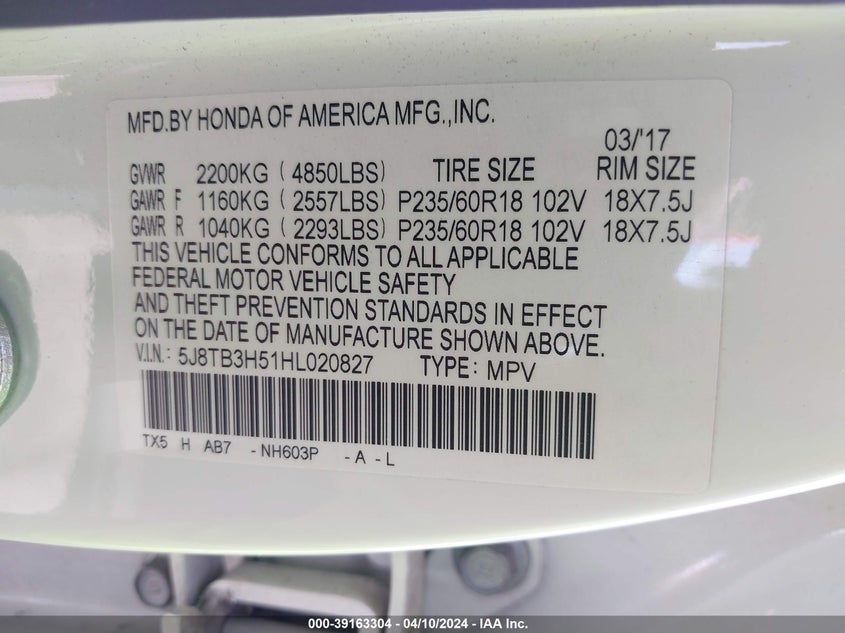 MFD.BY HONDA OF AMERICA MFG.,INC.
03/'17
GVWR 2200KG ( 4850LBS) TIRE SIZE RIM SIZE
GAWR F 1160KG ( 2557LBS) P235/60R18 102V 18X7.5J
GAWR R 1040KG ( 2293LBS) P235/60R18 102V 18X7.5J
THIS VEHICLE CONFORMS TO ALL APPLICABLE
FEDERAL MOTOR VEHICLE SAFETY
AND THEFT PREVENTION STANDARDS IN EFFECT
ON THE DATE OF MANUFACTURE SHOWN ABOVE.
V.I.N.: 5J8TB3H51HL020827 TYPE: MPV
TX5 H AB7 - NH603P - A - L
000-39163304 - 04/10/2024 - IAA Inc.